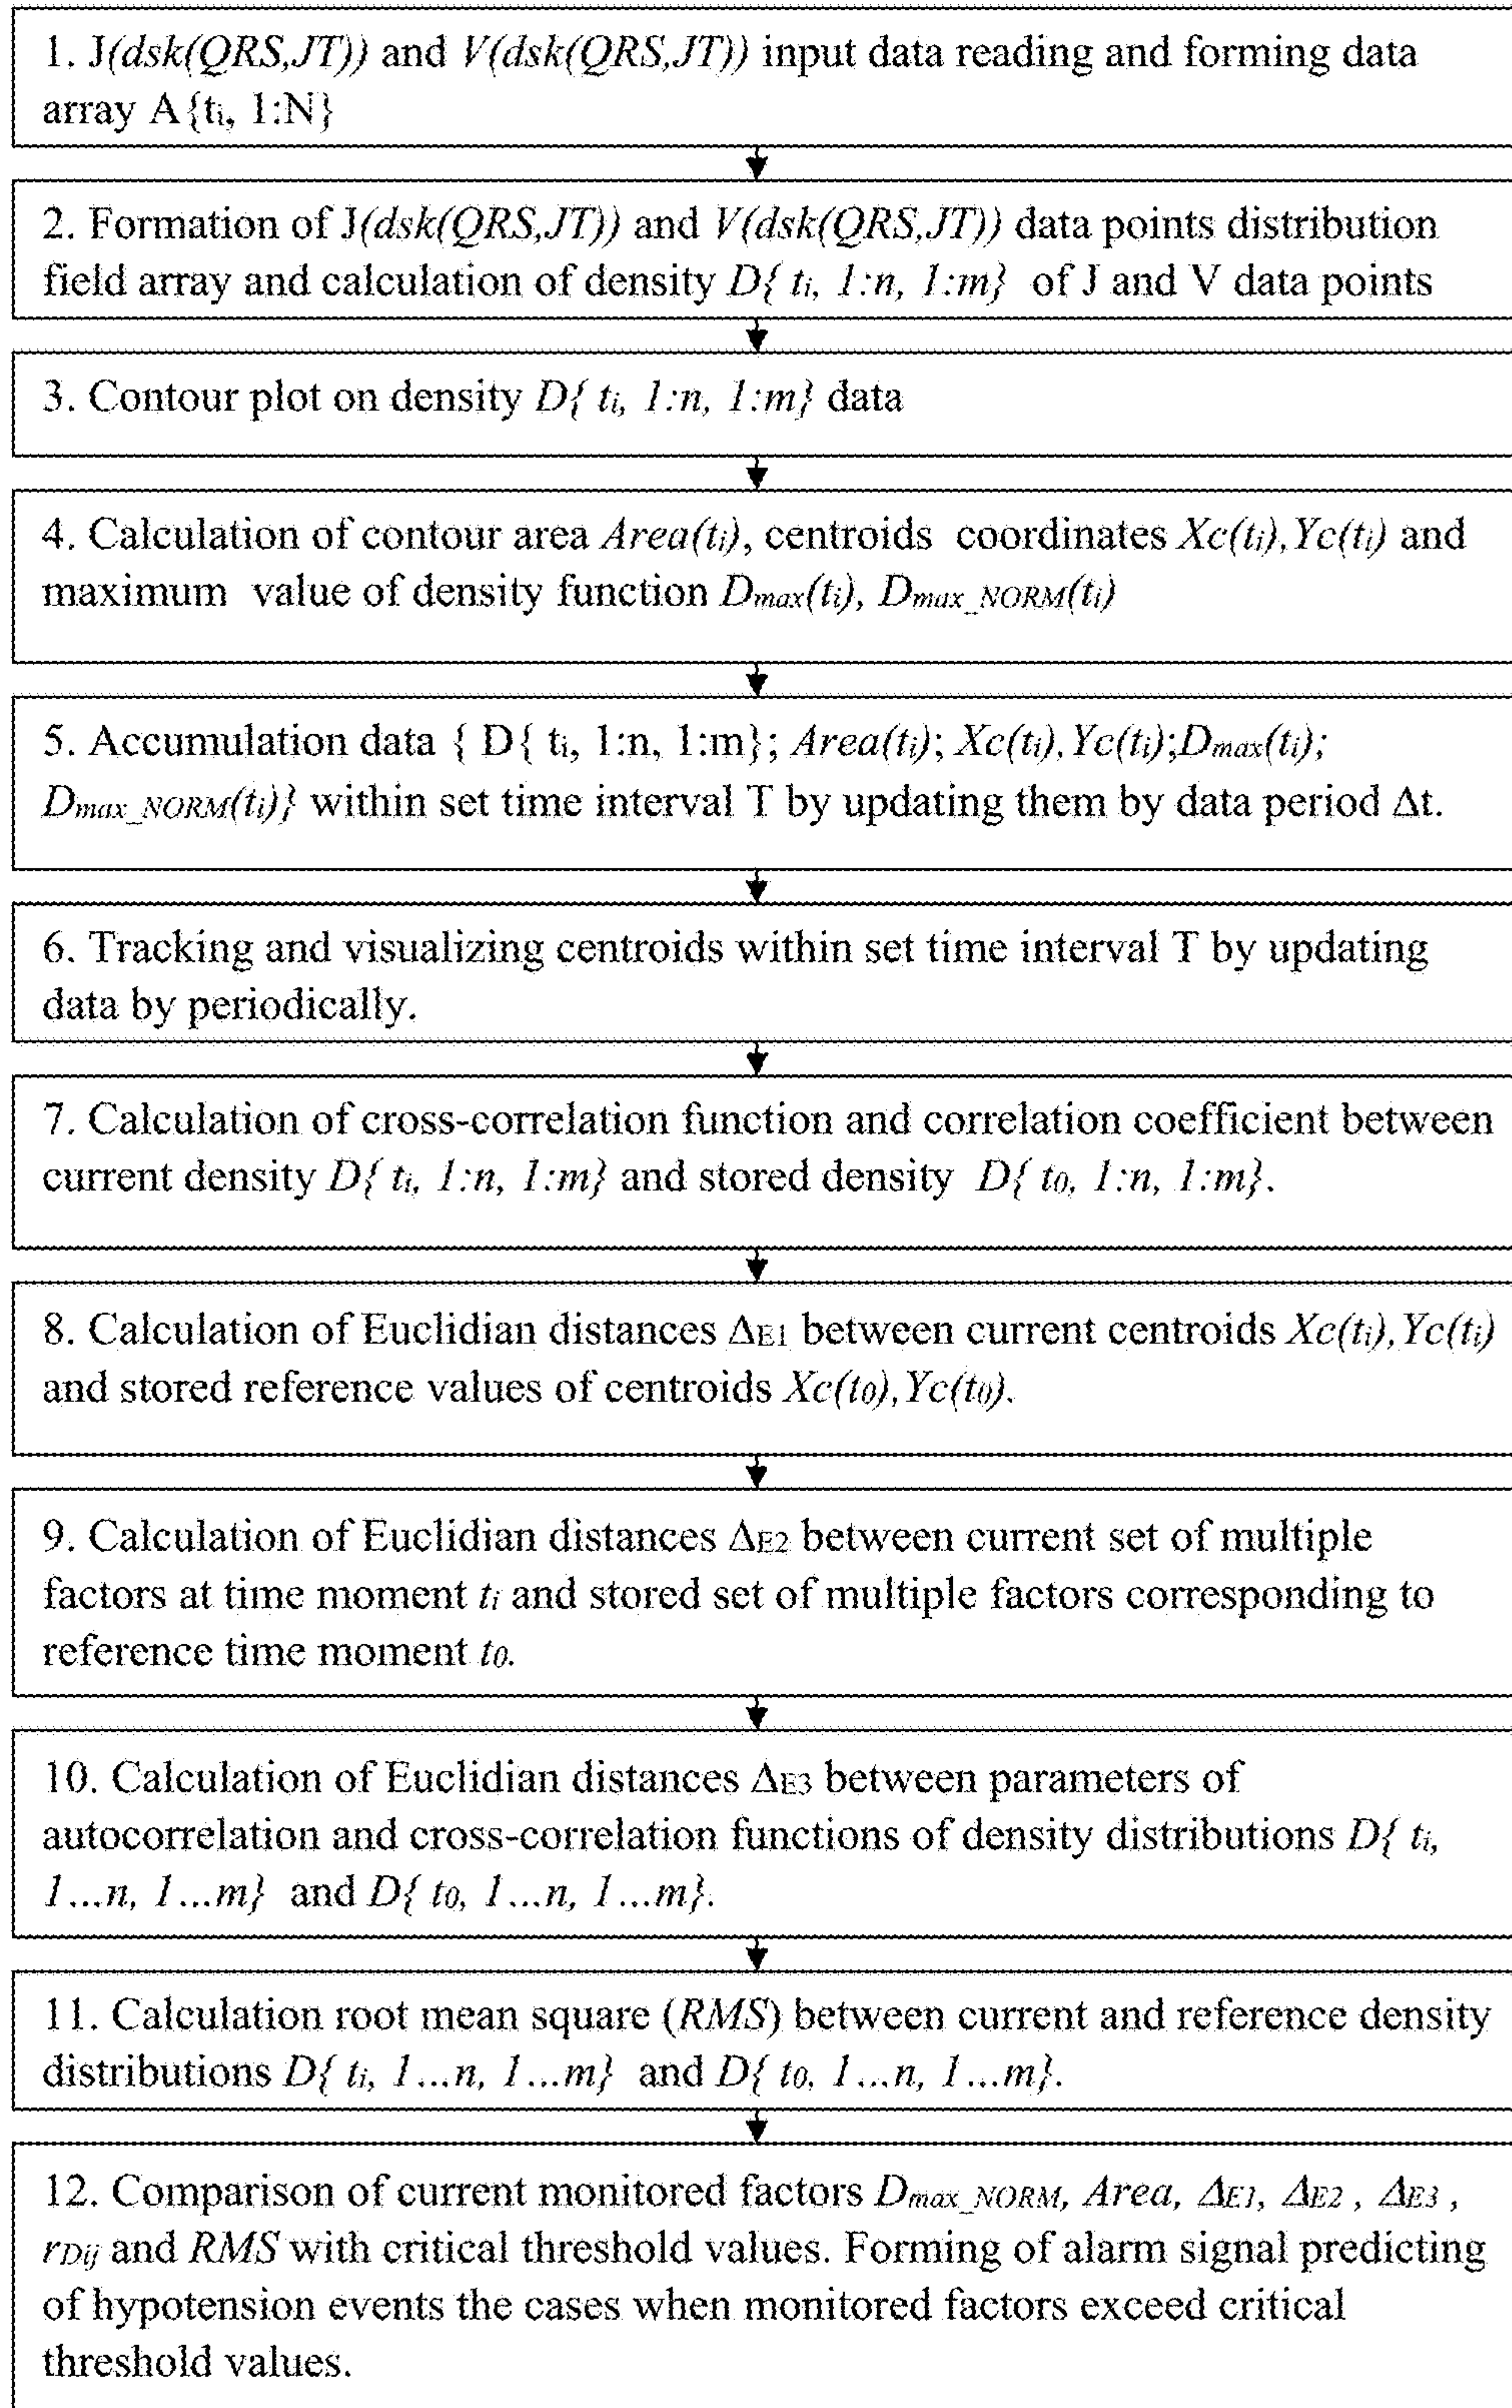 1. J(dsk(QRS,JT)) and V(dsk(QRS,JT)) input data reading and forming data
array A{tᵢ, 1:N}
2. Formation of J(dsk(QRS,JT)) and V(dsk(QRS,JT)) data points distribution
field array and calculation of density D{ tᵢ, 1:n, 1:m} of J and V data points
3. Contour plot on density D{ tᵢ, 1:n, 1:m} data
4. Calculation of contour area Area(tᵢ), centroids coordinates Xc(tᵢ),Yc(tᵢ) and
maximum value of density function Dmax(tᵢ), Dmax_NORM(tᵢ)
5. Accumulation data { D{ tᵢ, 1:n, 1:m}; Area(tᵢ); Xc(tᵢ),Yc(tᵢ);Dmax(tᵢ);
Dmax_NORM(tᵢ)} within set time interval T by updating them by data period Δt.
6. Tracking and visualizing centroids within set time interval T by updating
data by periodically.
7. Calculation of cross-correlation function and correlation coefficient between
current density D{ tᵢ, 1:n, 1:m} and stored density D{ t₀, 1:n, 1:m}.
8. Calculation of Euclidian distances ΔE1 between current centroids Xc(tᵢ),Yc(tᵢ)
and stored reference values of centroids Xc(t₀),Yc(t₀).
9. Calculation of Euclidian distances ΔE2 between current set of multiple
factors at time moment tᵢ and stored set of multiple factors corresponding to
reference time moment t₀.
10. Calculation of Euclidian distances ΔE3 between parameters of
autocorrelation and cross-correlation functions of density distributions D{ tᵢ,
1...n, 1...m} and D{ t₀, 1...n, 1...m}.
11. Calculation root mean square (RMS) between current and reference density
distributions D{ tᵢ, 1...n, 1...m} and D{ t₀, 1...n, 1...m}.
12. Comparison of current monitored factors Dmax_NORM, Area, ΔE1, ΔE2 , ΔE3 ,
rDij and RMS with critical threshold values. Forming of alarm signal predicting
of hypotension events the cases when monitored factors exceed critical
threshold values.